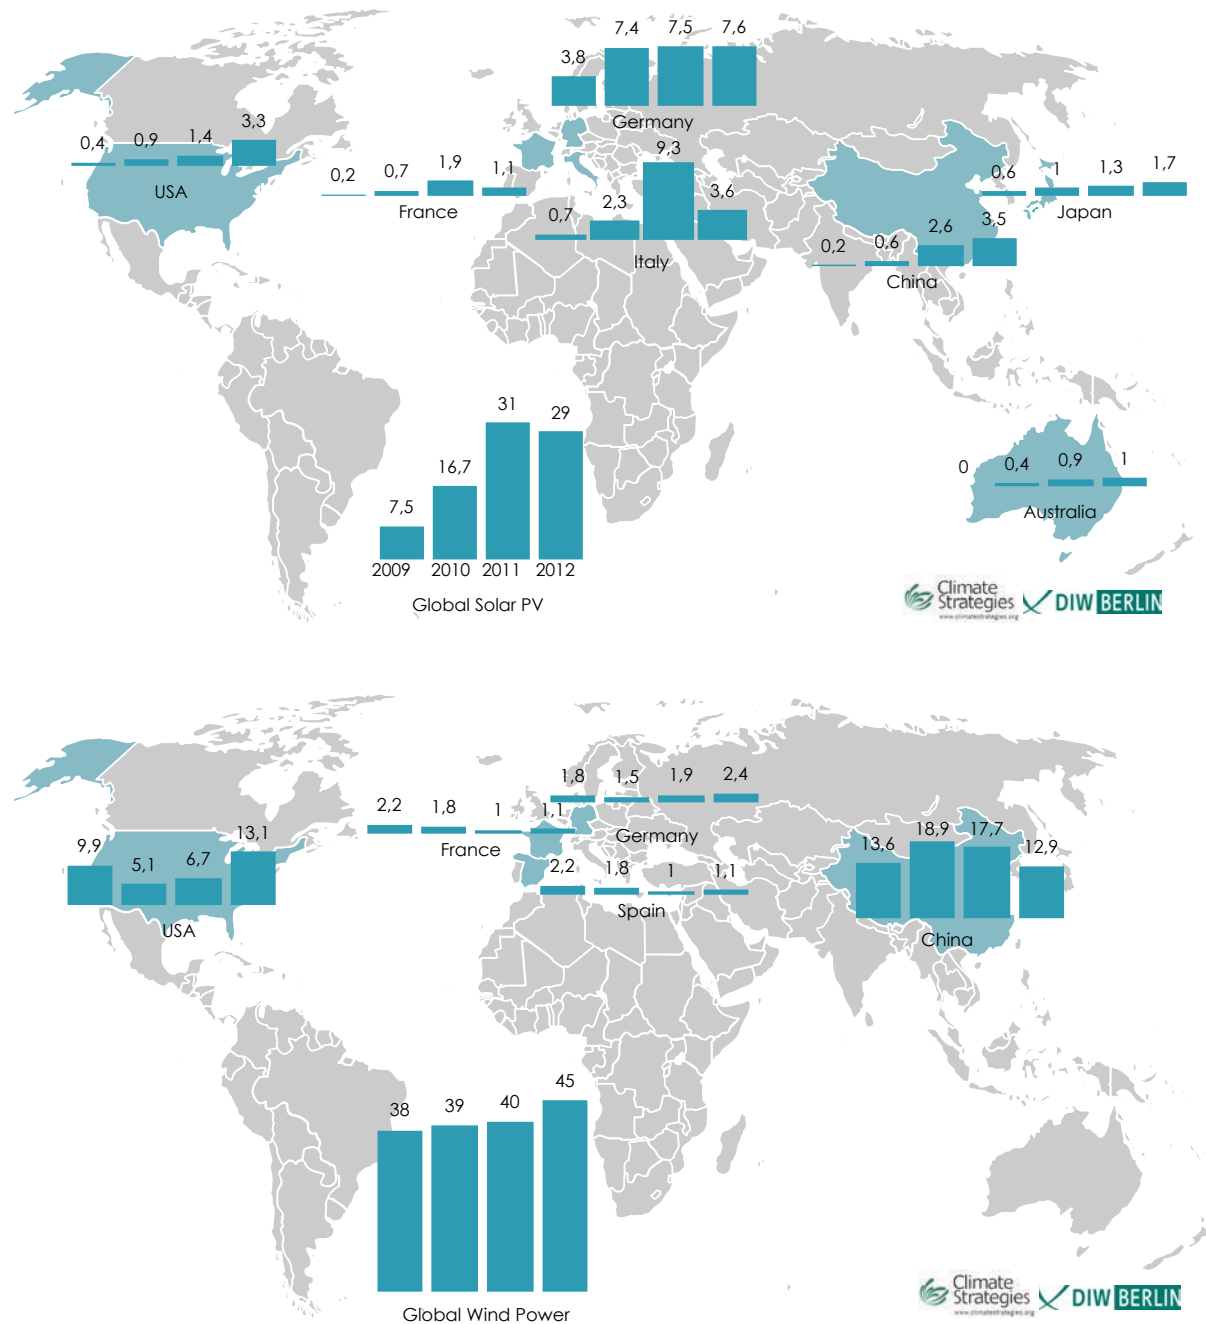 7,4 7,5 7,6
3,8
Germany
0,4 0,9 1,4 3,3
USA
0,2 0,7 1,9 1,1
France
9,3
0,7 2,3 3,6
Italy
0,6 1 1,3 1,7
Japan
0,2 0,6 2,6 3,5
China
31 29
16,7
7,5
2009 2010 2011 2012
Global Solar PV
0 0,4 0,9 1
Australia
Climate
Strategies
www.climatestrategies.org
DIW BERLIN
1,8 1,5 1,9 2,4
Germany
2,2 1,8 1 1,1
France
9,9 5,1 6,7 13,1
USA
2,2 1,8 1 1,1
Spain
13,6 18,9 17,7 12,9
China
38 39 40 45
Global Wind Power
Climate
Strategies
www.climatestrategies.org
DIW BERLIN